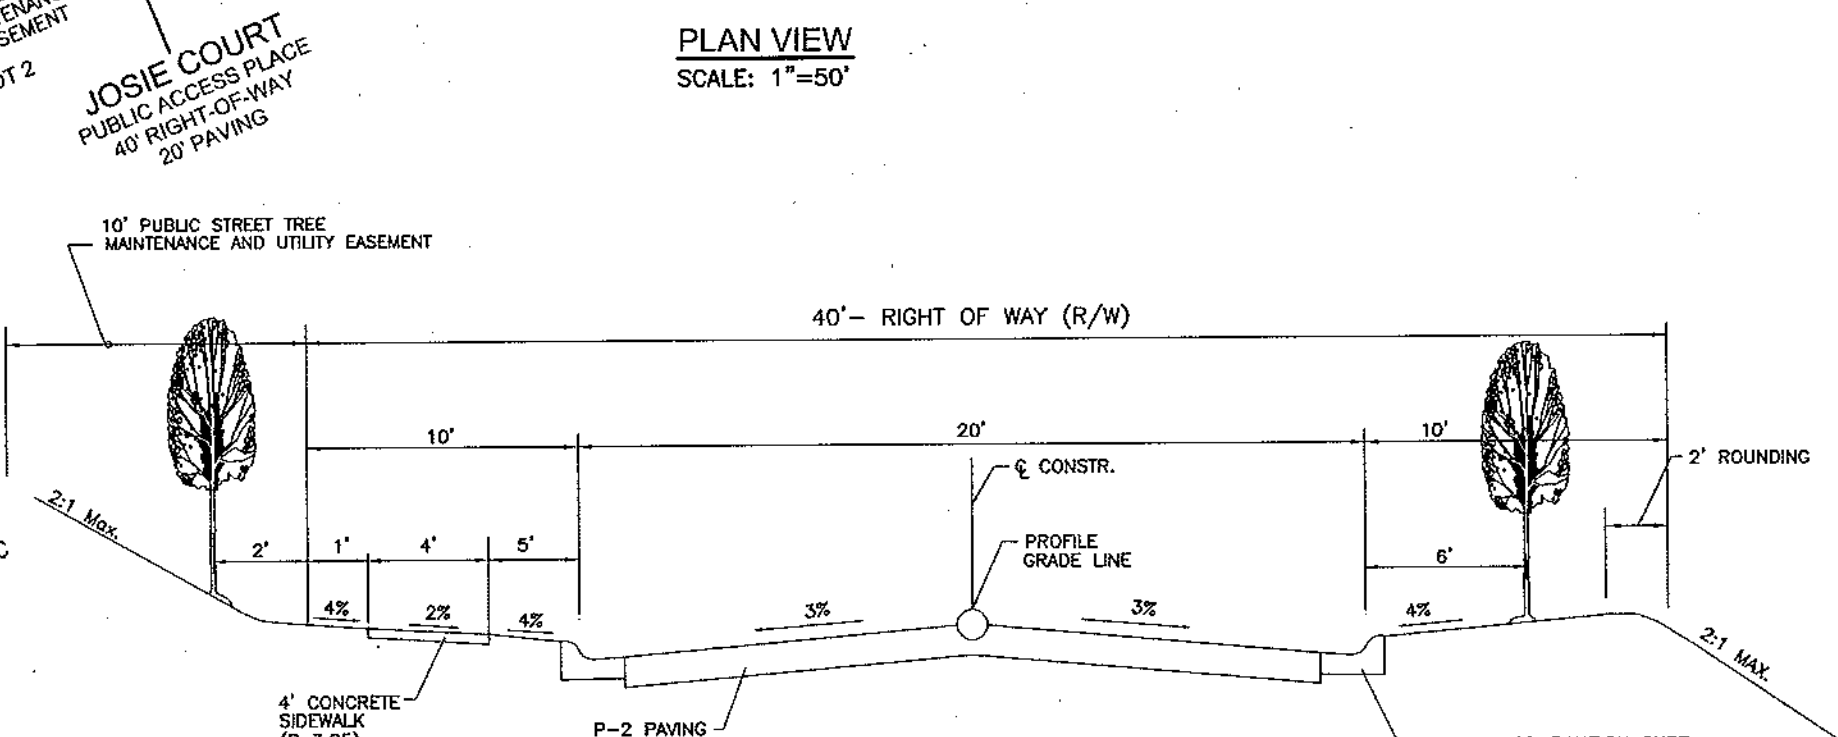 SEMENT
OT 2
JOSIE COURT
PUBLIC ACCESS PLACE
40' RIGHT-OF-WAY
20' PAVING
PLAN VIEW
SCALE: 1"=50'
10' PUBLIC STREET TREE
MAINTENANCE AND UTILITY EASEMENT
40'- RIGHT OF WAY (R/W)
10'
20'
10'
℄ CONSTR.
2' ROUNDING
2:1 Max.
2'
1'
4'
5'
PROFILE
GRADE LINE
6'
4%
2%
4%
3%
3%
4%
2:1 MAX.
4' CONCRETE
SIDEWALK
P-2 PAVING